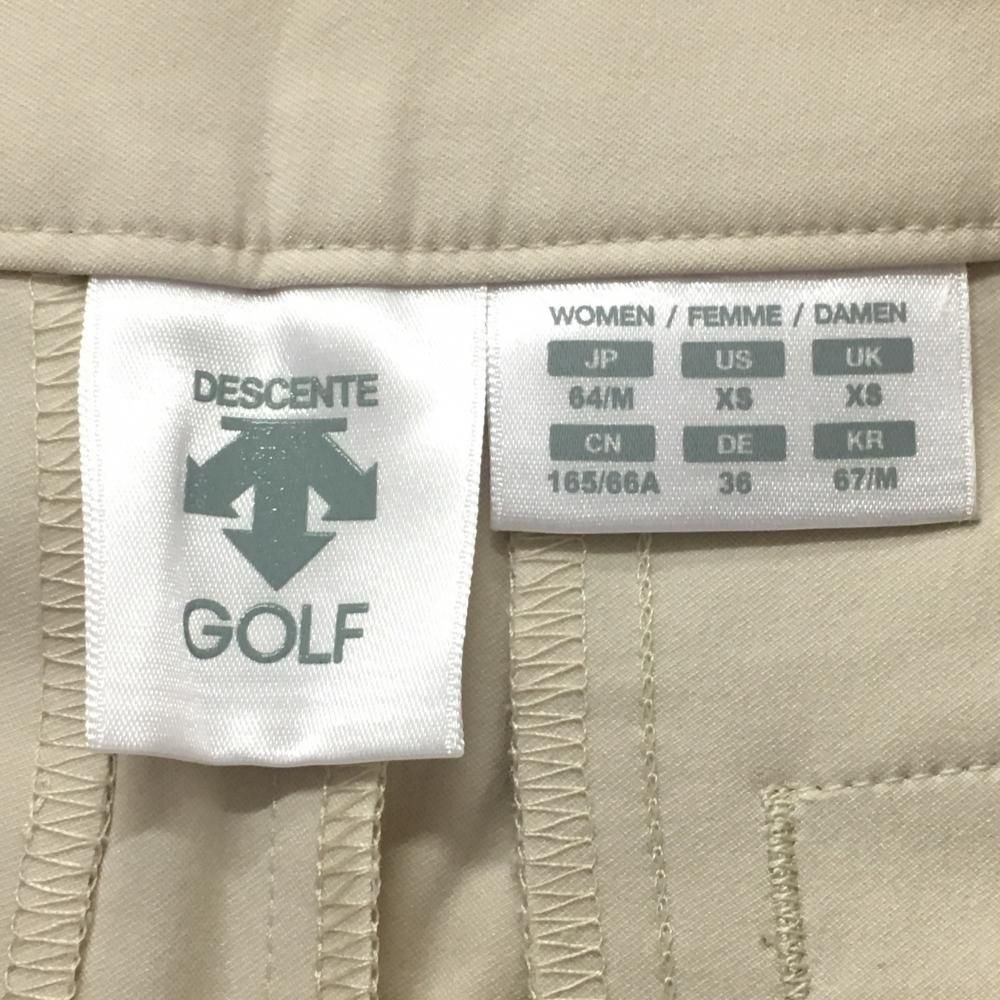 DESCENTE
GOLF
WOMEN / FEMME / DAMEN
JP US UK
64/M XS XS
CN DE KR
165/66A 36 67/M